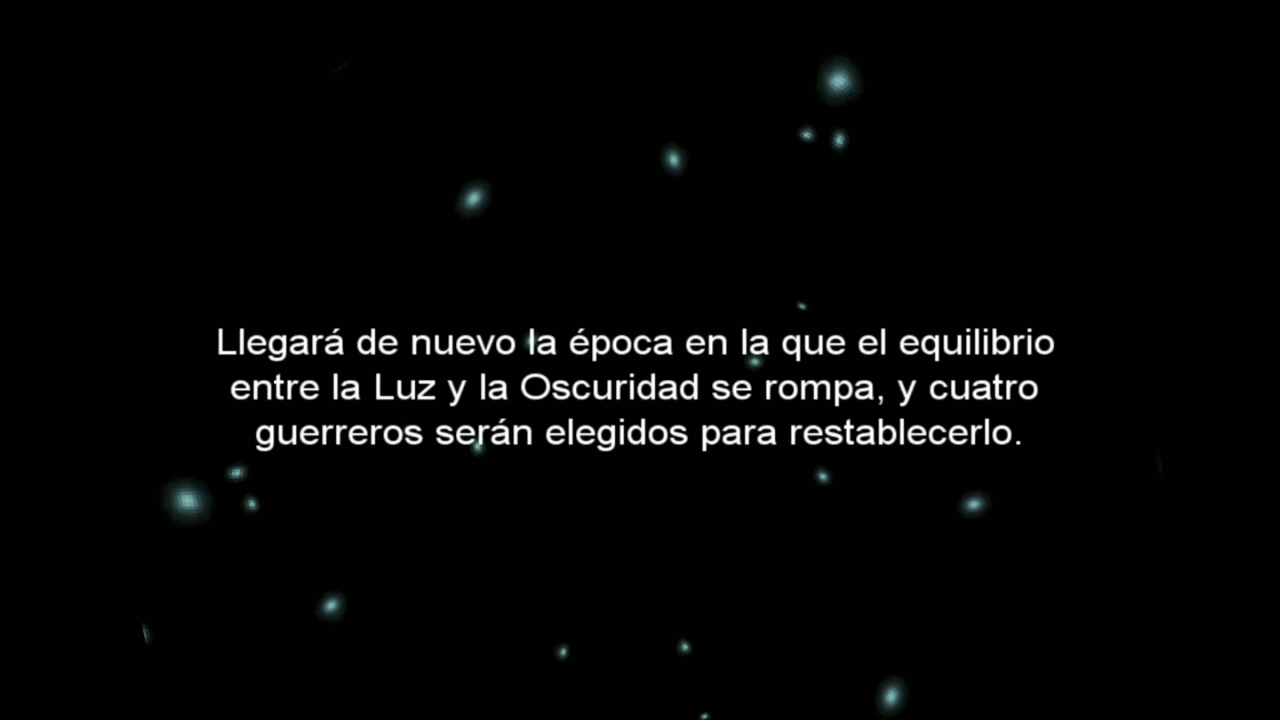 Llegará de nuevo la época en la que el equilibrio
entre la Luz y la Oscuridad se rompa, y cuatro
guerreros serán elegidos para restablecerlo.